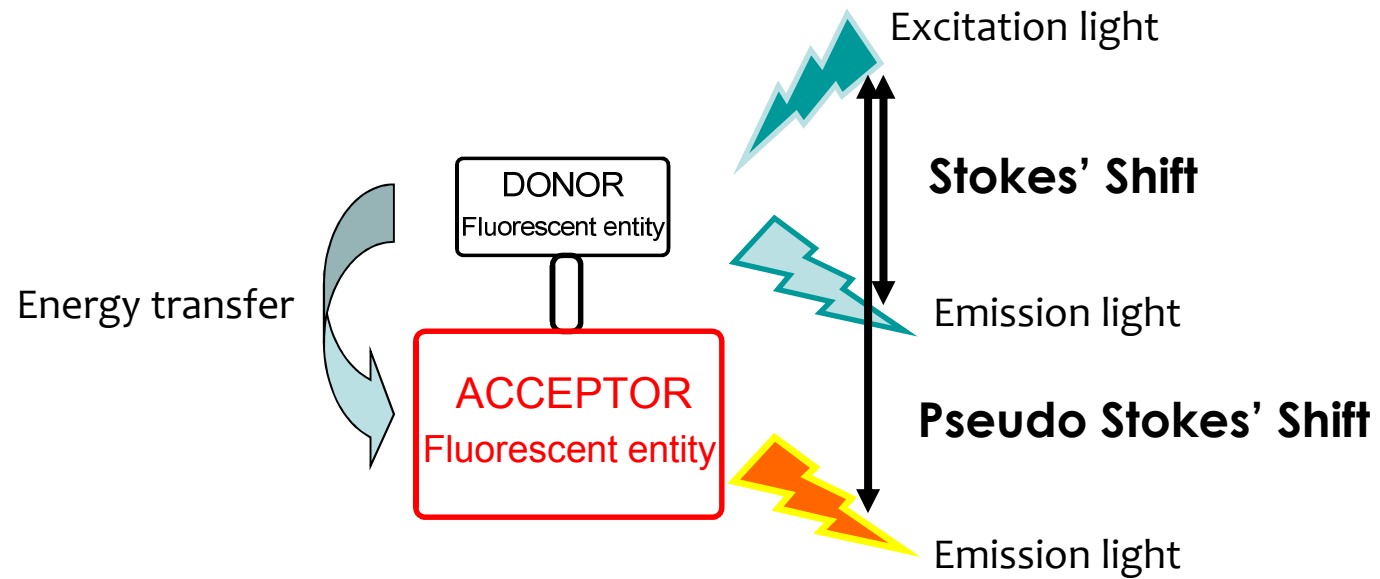 Excitation light
Stokes’ Shift
DONOR
Fluorescent entity
Energy transfer
Emission light
ACCEPTOR
Fluorescent entity
Pseudo Stokes’ Shift
Emission light